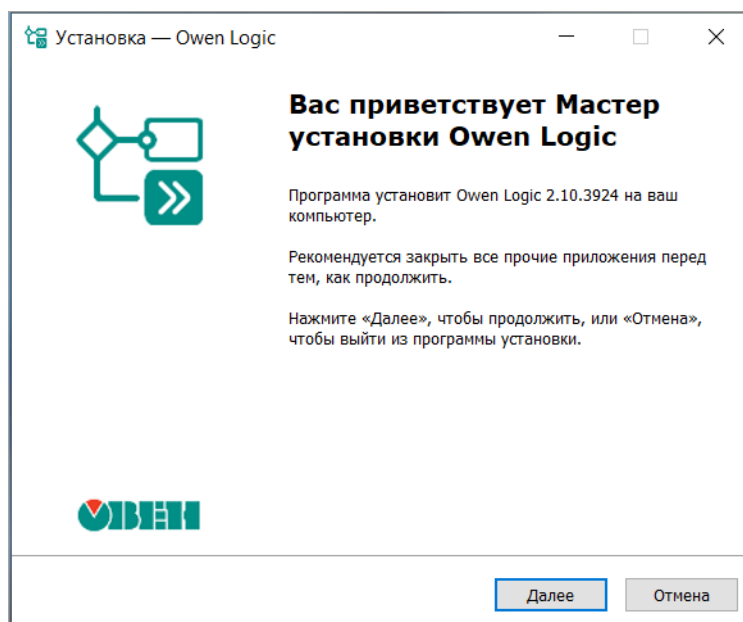 Установка — Owen Logic
Вас приветствует Мастер
установки Owen Logic
Программа установит Owen Logic 2.10.3924 на ваш
компьютер.
Рекомендуется закрыть все прочие приложения перед
тем, как продолжить.
Нажмите «Далее», чтобы продолжить, или «Отмена»,
чтобы выйти из программы установки.
ОВЕН
Далее
Отмена